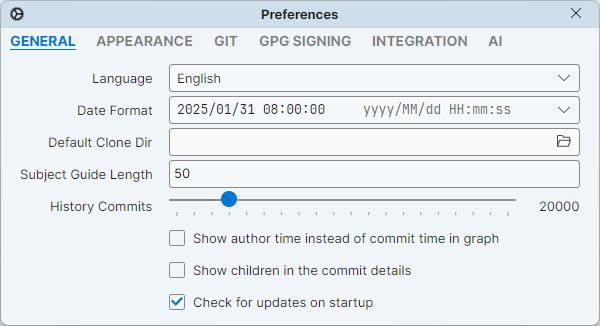 Preferences
GENERAL APPEARANCE GIT GPG SIGNING INTEGRATION AI
Language English
Date Format 2025/01/31 08:00:00 yyyy/MM/dd HH:mm:ss
Default Clone Dir
Subject Guide Length 50
History Commits 20000
Show author time instead of commit time in graph
Show children in the commit details
Check for updates on startup